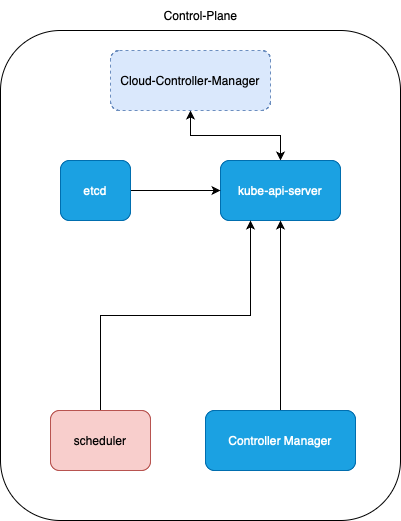 Control-Plane
Cloud-Controller-Manager
etcd
kube-api-server
scheduler
Controller Manager